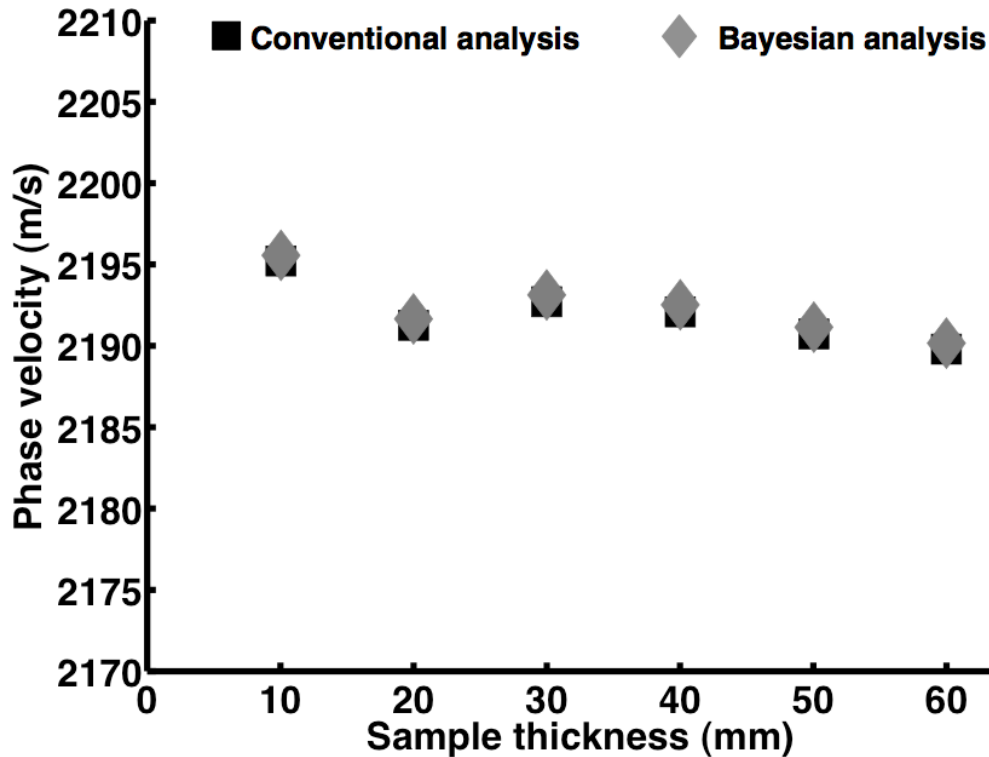 Conventional analysis
Bayesian analysis
Phase velocity (m/s)
2210
2205
2200
2195
2190
2185
2180
2175
2170
0 10 20 30 40 50 60
Sample thickness (mm)